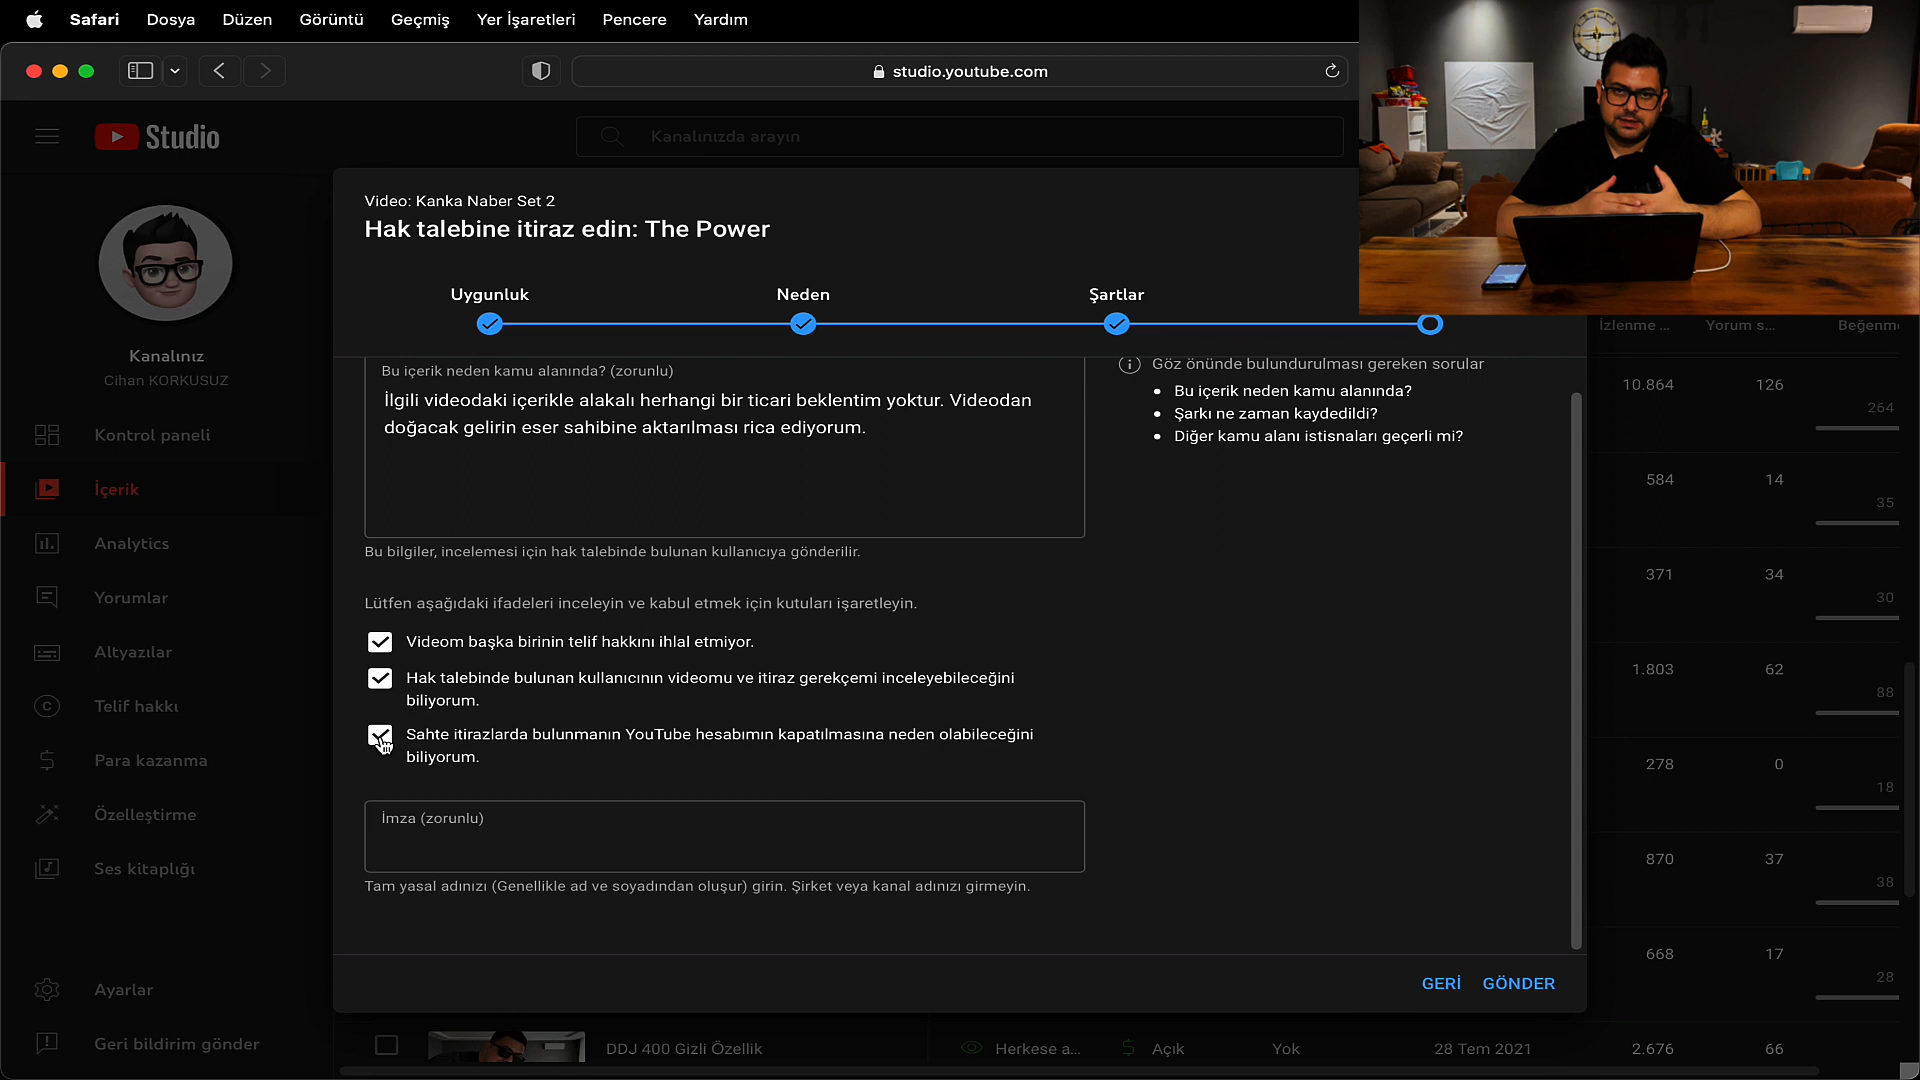 Safari Dosya Düzen Görüntü Geçmiş Yer İşaretleri Pencere Yardım
studio.youtube.com
Studio
Kanalınızda arayın
Kanalınız
Cihan KORKUSUZ
Kontrol paneli
İçerik
Analytics
Yorumlar
Altyazılar
Telif hakkı
Para kazanma
Özelleştirme
Ses kitaplığı
Ayarlar
Geri bildirim gönder
Video: Kanka Naber Set 2
Hak talebine itiraz edin: The Power
Uygunluk Neden Şartlar
Bu içerik neden kamu alanında? (zorunlu)
İlgili videodaki içerikle alakalı herhangi bir ticari beklentim yoktur. Videodan
doğacak gelirin eser sahibine aktarılması rica ediyorum.
Bu bilgiler, incelemesi için hak talebinde bulunan kullanıcıya gönderilir.
Göz önünde bulundurulması gereken sorular
• Bu içerik neden kamu alanında?
• Şarkı ne zaman kaydedildi?
• Diğer kamu alanı istisnaları geçerli mi?
Lütfen aşağıdaki ifadeleri inceleyin ve kabul etmek için kutuları işaretleyin.
Videom başka birinin telif hakkını ihlal etmiyor.
Hak talebinde bulunan kullanıcının videomu ve itiraz gerekçemi inceleyebileceğini
biliyorum.
Sahte itirazlarda bulunmanın YouTube hesabımın kapatılmasına neden olabileceğini
biliyorum.
İmza (zorunlu)
Tam yasal adınızı (Genellikle ad ve soyadından oluşur) girin. Şirket veya kanal adınızı girmeyin.
GERİ GÖNDER
İzlenme ... Yorum s... Beğenme
10.864 126
264
584 14
35
371 34
30
1.803 62
88
278 0
18
870 37
38
668 17
28
DDJ 400 Gizli Özellik Herkese a... Açık Yok 28 Tem 2021 2.676 66